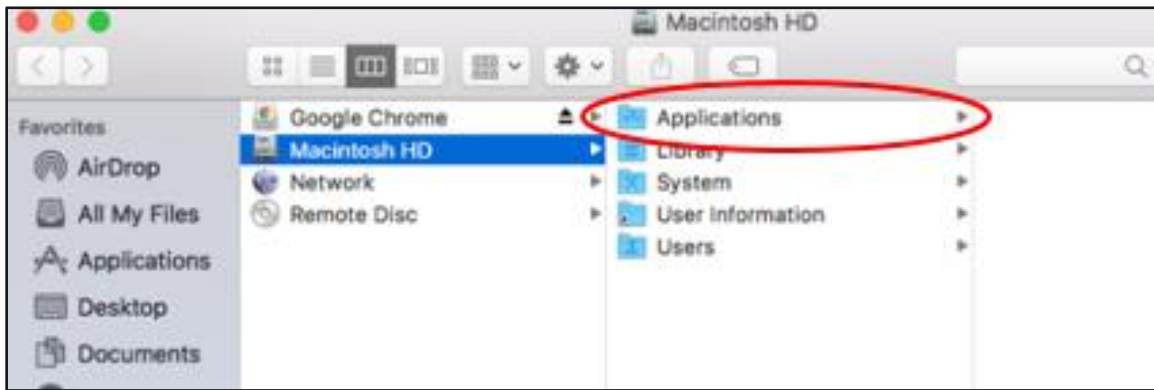 Macintosh HD
Favorites
AirDrop
All My Files
Applications
Desktop
Documents
Google Chrome
Macintosh HD
Network
Remote Disc
Applications
Library
System
User Information
Users